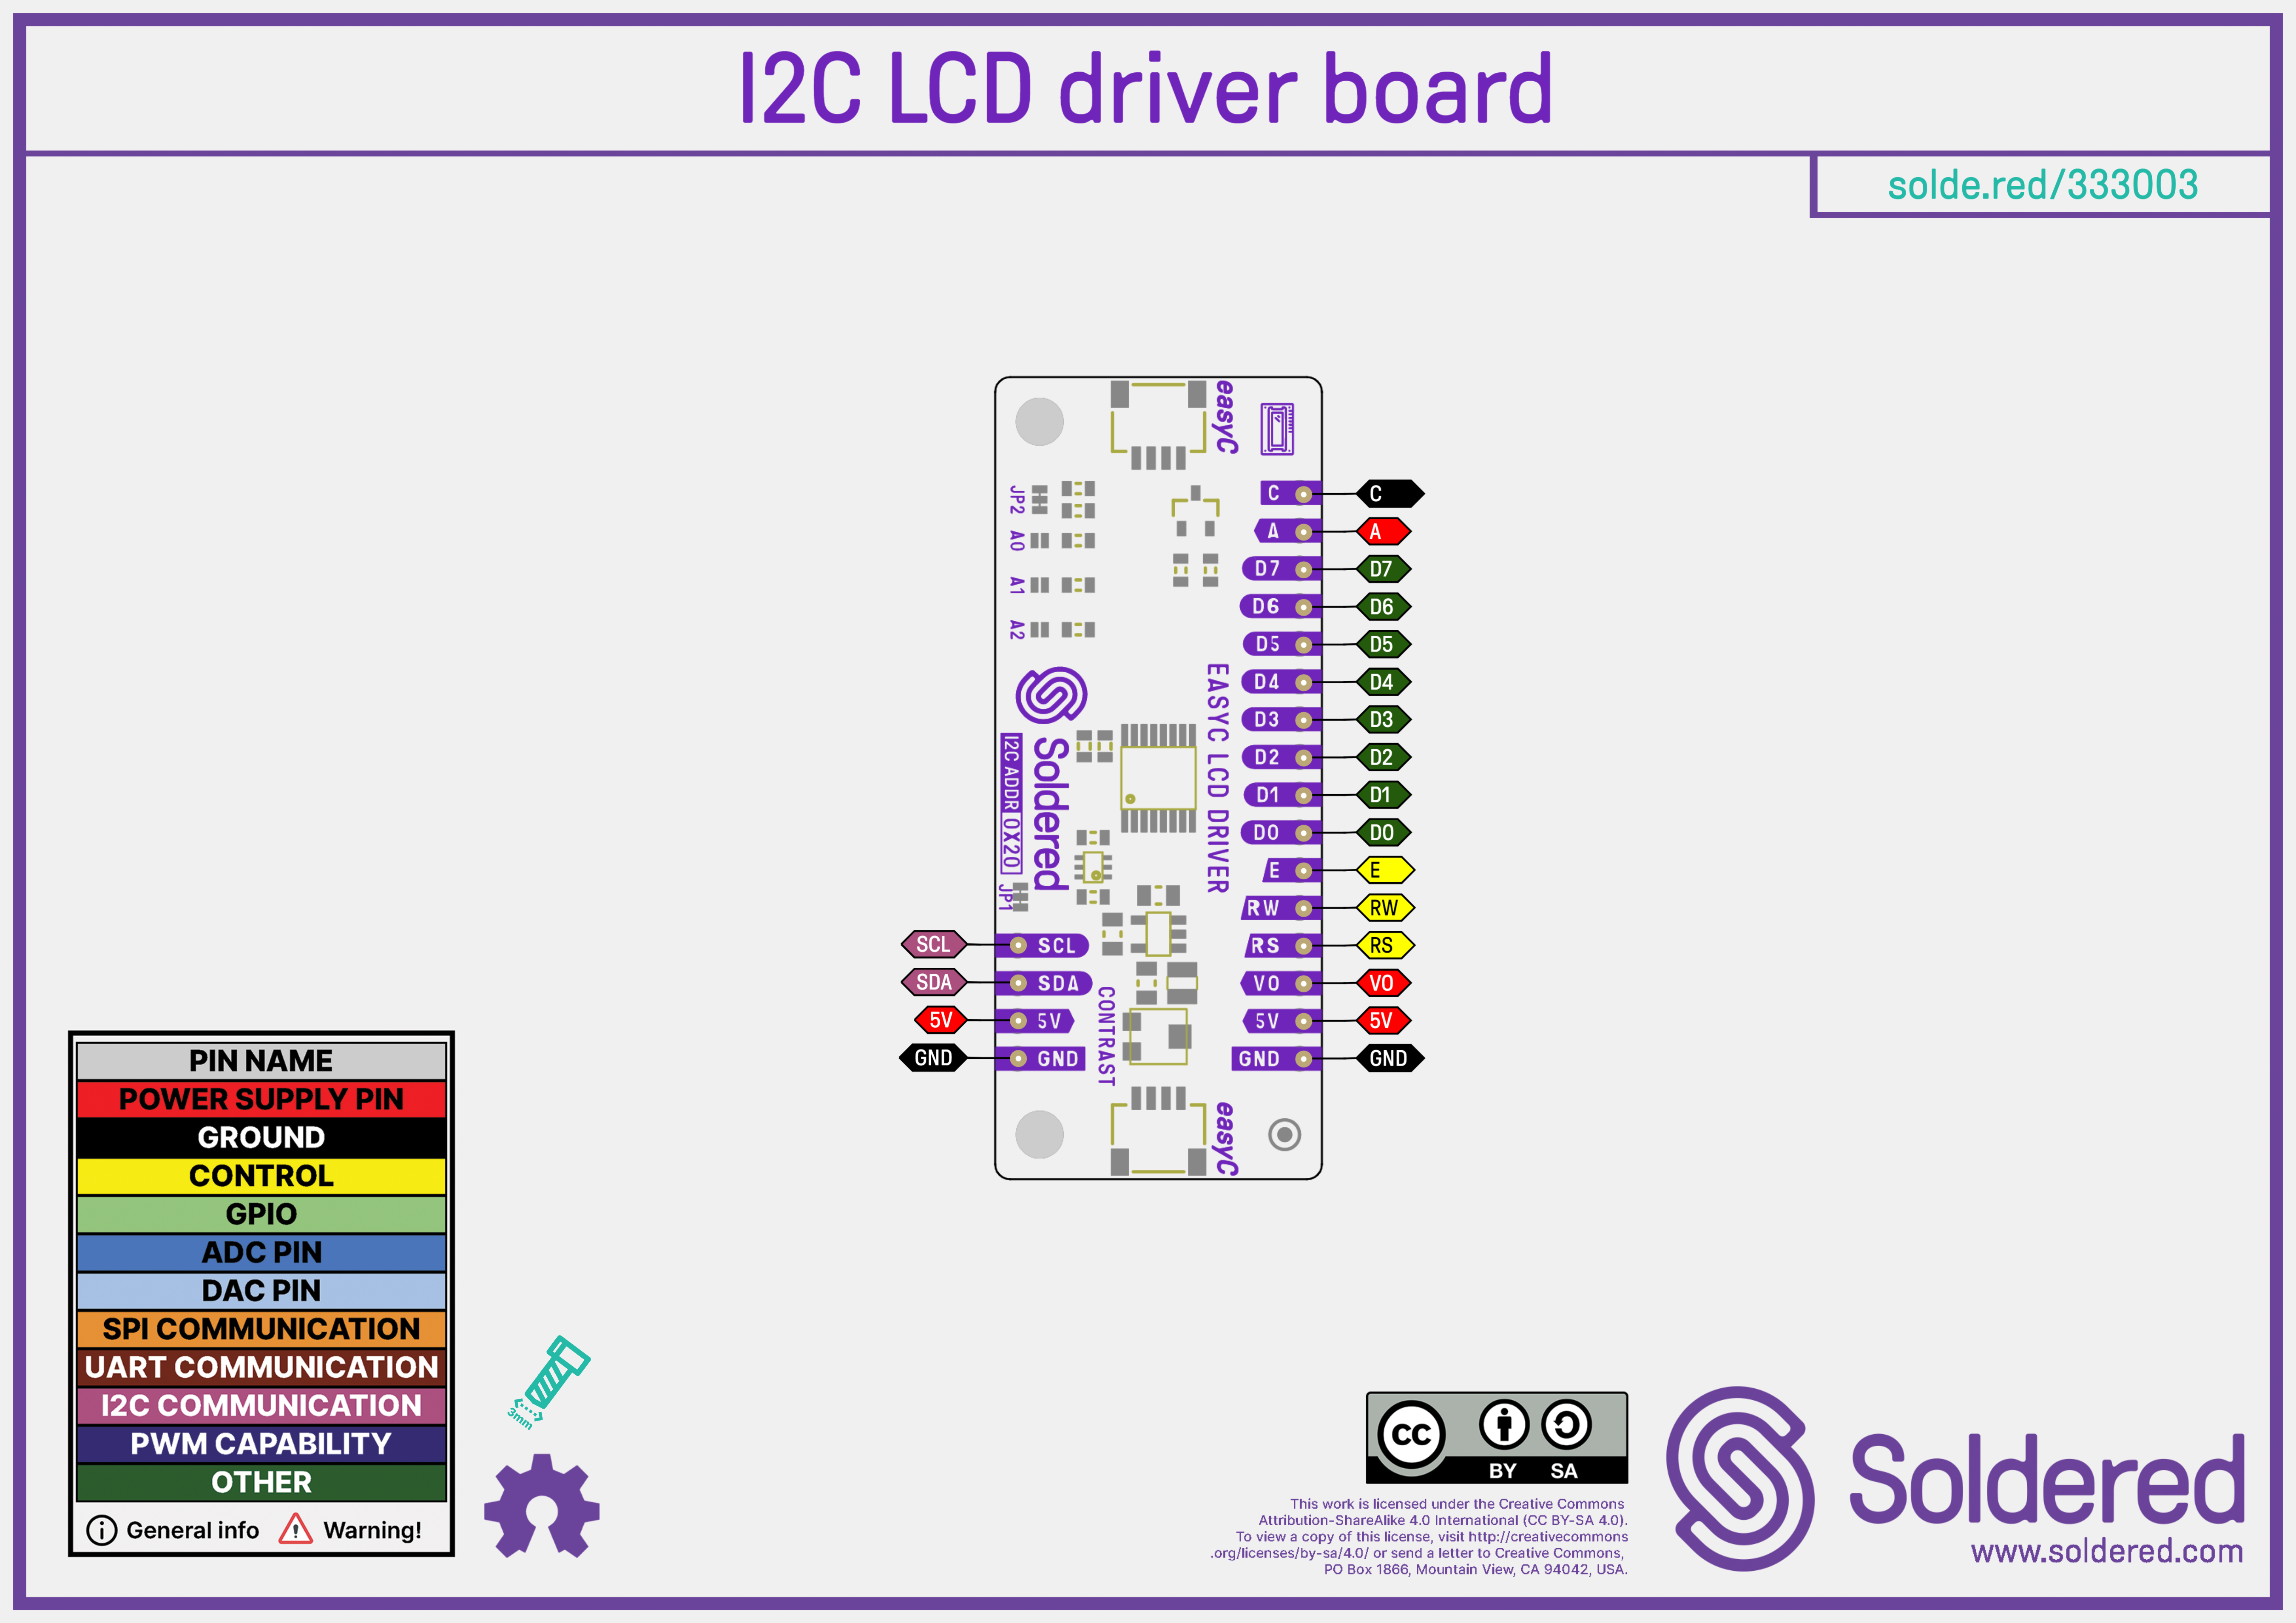 I2C LCD driver board
solde.red/333003
easyC
JP2
A0
A1
A2
Soldered
I2C ADDR 0X20
JP1
EASYC LCD DRIVER
CONTRAST
easyC
C C
A A
D7 D7
D6 D6
D5 D5
D4 D4
D3 D3
D2 D2
D1 D1
D0 D0
E E
RW RW
SCL SCL RS RS
SDA SDA VO VO
5V 5V 5V 5V
GND GND GND GND
PIN NAME
POWER SUPPLY PIN
GROUND
CONTROL
GPIO
ADC PIN
DAC PIN
SPI COMMUNICATION
UART COMMUNICATION
I2C COMMUNICATION
PWM CAPABILITY
OTHER
General info Warning!
3mm
CC
BY SA
This work is licensed under the Creative Commons
Attribution-ShareAlike 4.0 International (CC BY-SA 4.0).
To view a copy of this license, visit http://creativecommons
.org/licenses/by-sa/4.0/ or send a letter to Creative Commons,
PO Box 1866, Mountain View, CA 94042, USA.
Soldered
www.soldered.com